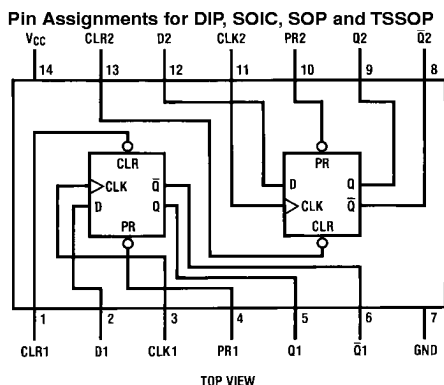 Pin Assignments for DIP, SOIC, SOP and TSSOP
VCC CLR2 D2 CLK2 PR2 Q2 Q̅2
14 13 12 11 10 9 8
CLR PR
CLK Q̅ D Q
D Q CLK Q̅
PR CLR
1 2 3 4 5 6 7
CLR1 D1 CLK1 PR1 Q1 Q̅1 GND
TOP VIEW